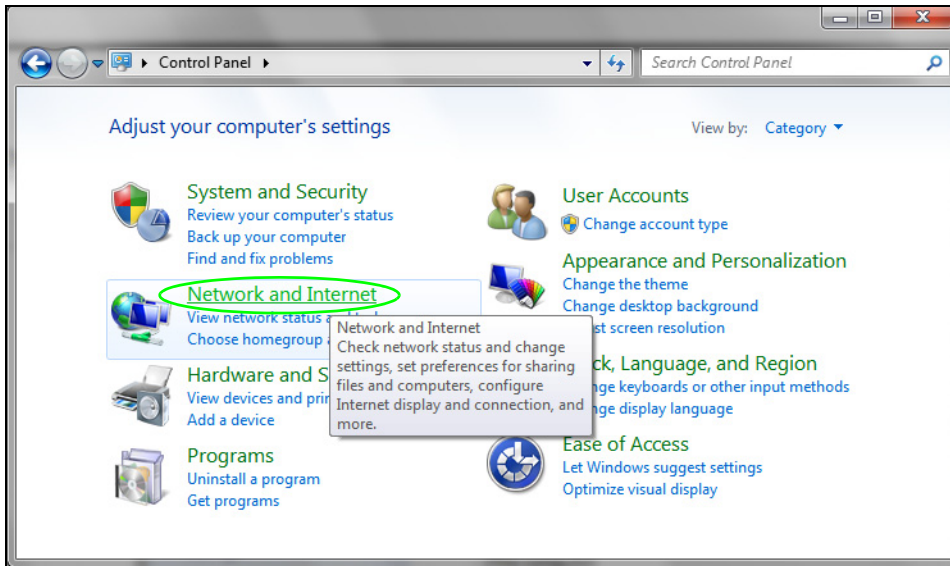 Control Panel
Search Control Panel
Adjust your computer's settings
View by: Category
System and Security
Review your computer's status
Back up your computer
Find and fix problems
Network and Internet
View network status a
Choose homegroup
Hardware and S
View devices and prin
Add a device
Programs
Uninstall a program
Get programs
Network and Internet
Check network status and change
settings, set preferences for sharing
files and computers, configure
Internet display and connection, and
more.
User Accounts
Change account type
Appearance and Personalization
Change the theme
Change desktop background
st screen resolution
ck, Language, and Region
nge keyboards or other input methods
nge display language
Ease of Access
Let Windows suggest settings
Optimize visual display